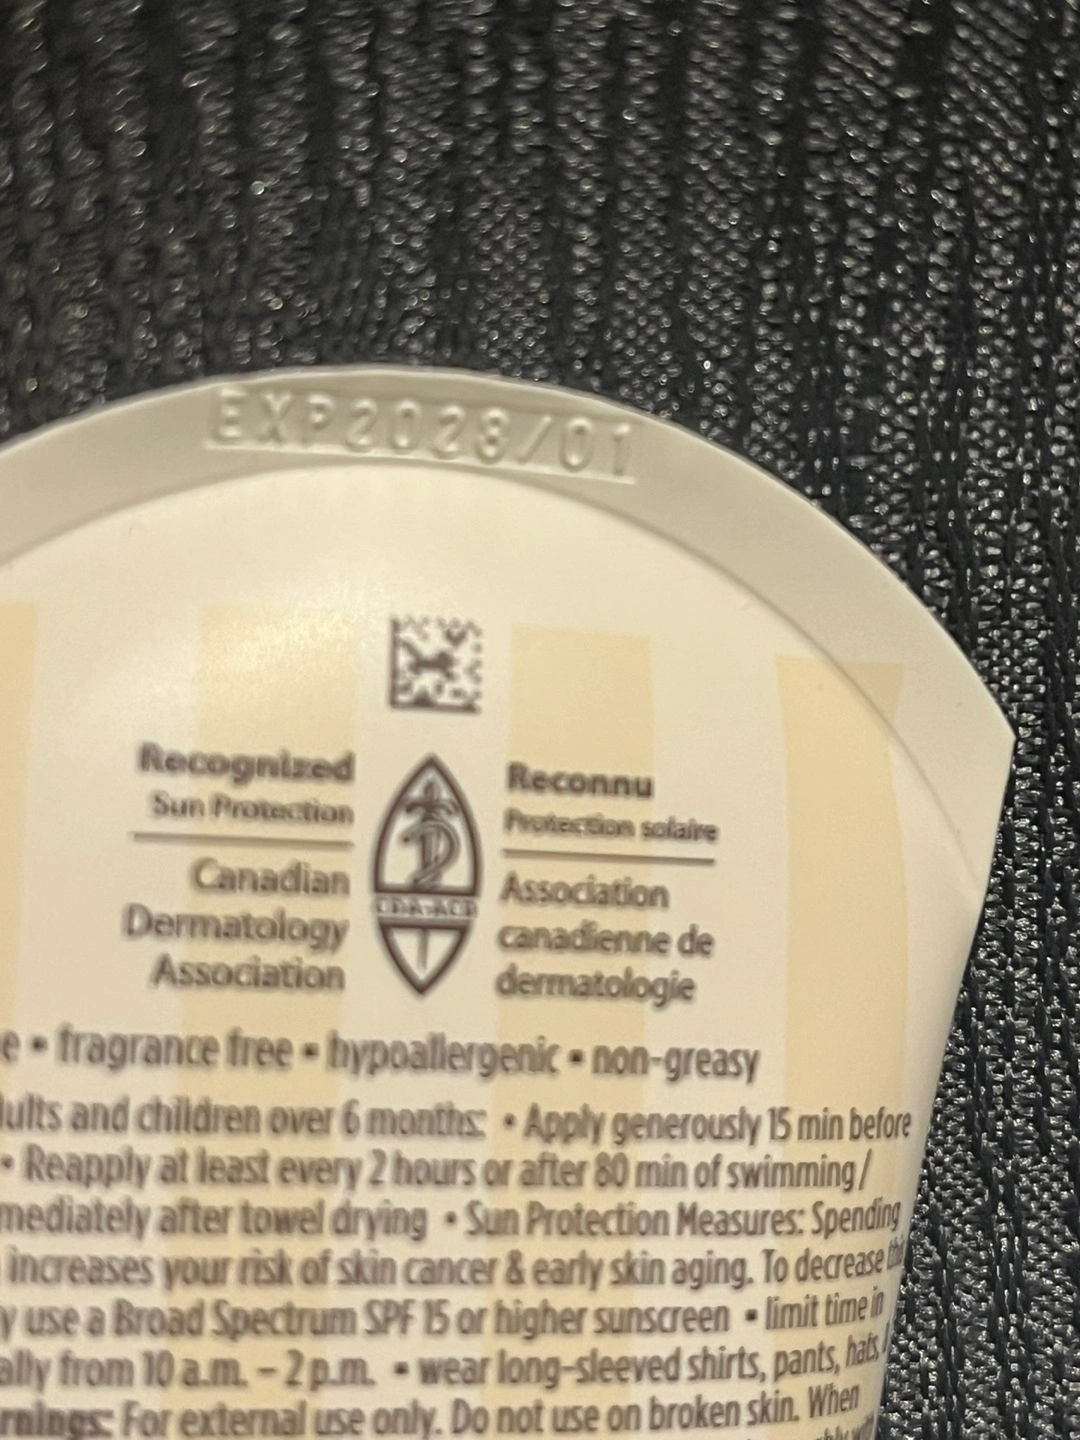 EXP2028/01
Recognized
Sun Protection
Canadian
Dermatology
Association
CDA-ACD
Reconnu
Protection solaire
Association
canadienne de
dermatologie
e • fragrance free • hypoallergenic • non-greasy
dults and children over 6 months: • Apply generously 15 min before
• Reapply at least every 2 hours or after 80 min of swimming/
mediately after towel drying • Sun Protection Measures: Spending
increases your risk of skin cancer & early skin aging. To decrease this
y use a Broad Spectrum SPF 15 or higher sunscreen • limit time in
ally from 10 a.m. – 2 p.m. • wear long-sleeved shirts, pants, hats,
rnings: For external use only. Do not use on broken skin. When